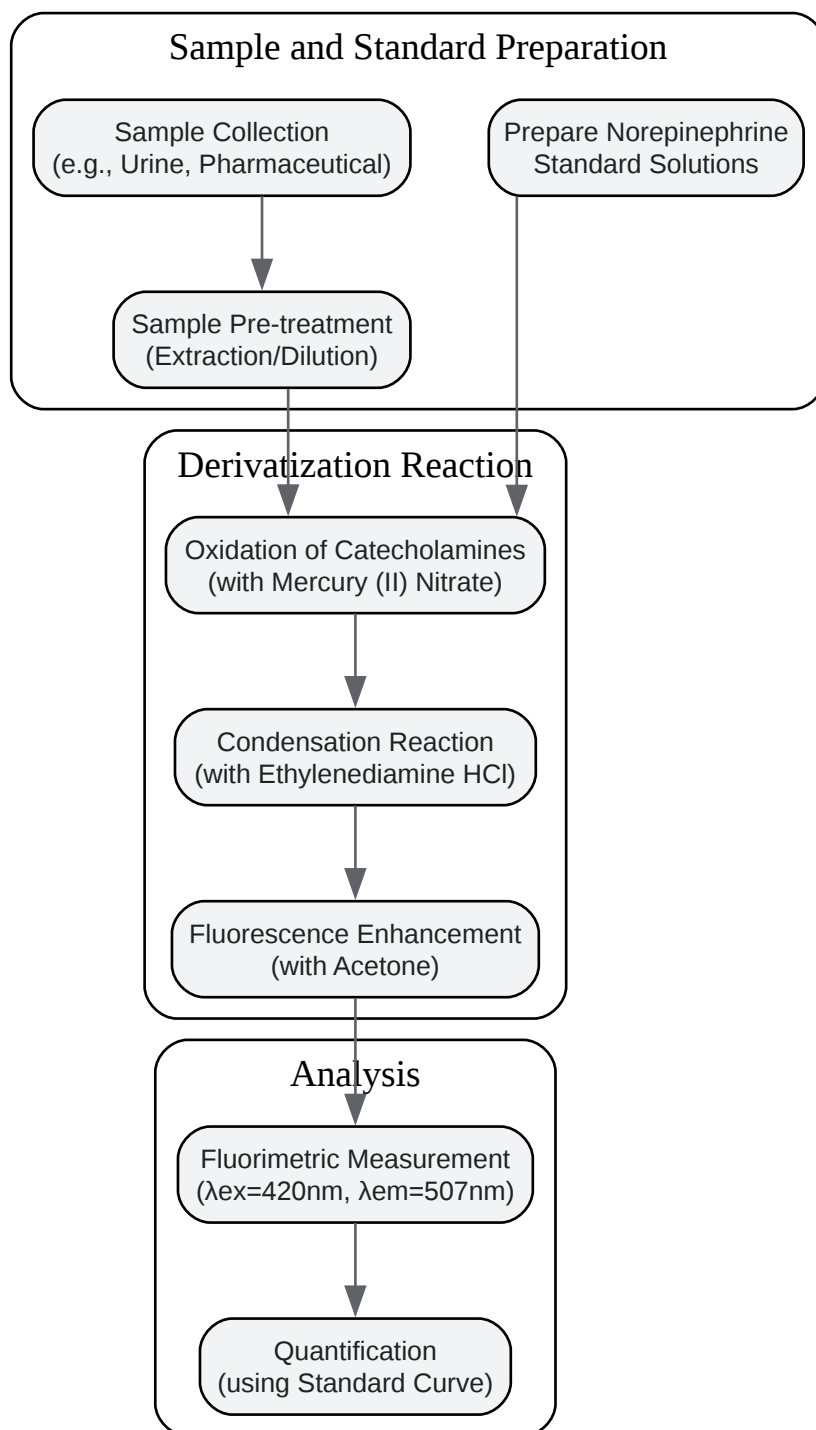 Sample and Standard Preparation
Sample Collection
(e.g., Urine, Pharmaceutical)
Prepare Norepinephrine
Standard Solutions
Sample Pre-treatment
(Extraction/Dilution)
Derivatization Reaction
Oxidation of Catecholamines
(with Mercury (II) Nitrate)
Condensation Reaction
(with Ethylenediamine HCl)
Fluorescence Enhancement
(with Acetone)
Analysis
Fluorimetric Measurement
(λex=420nm, λem=507nm)
Quantification
(using Standard Curve)